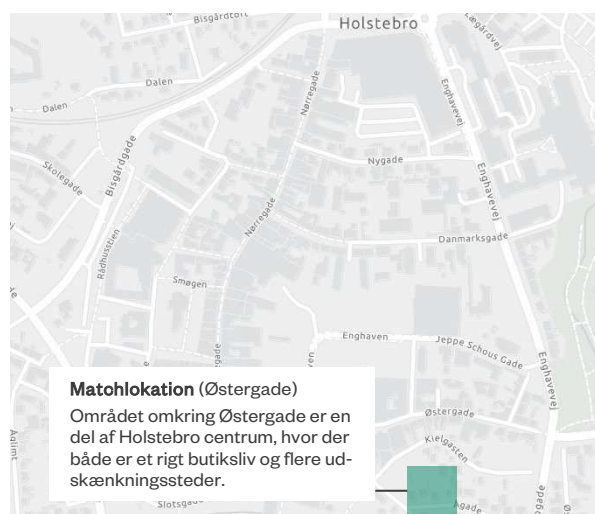 Bisgårdtoft
Holstebro
Lægårdvej
Dalen
Dalen
Nørregade
Enghavevej
Bisgårdgade
Skolegade
Nygade
Enghavevej
Nørregade
Danmarksgade
Rådhusstien
Smøgen
Enghaven
Jeppe Schous Gade
Enghavevej
Matchlokation (Østergade)
Området omkring Østergade er en
del af Holstebro centrum, hvor der
både er et rigt butiksliv og flere ud-
skænkningssteder.
Østergade
Kielgasten
Åglimt
Slotsgade
Ågade